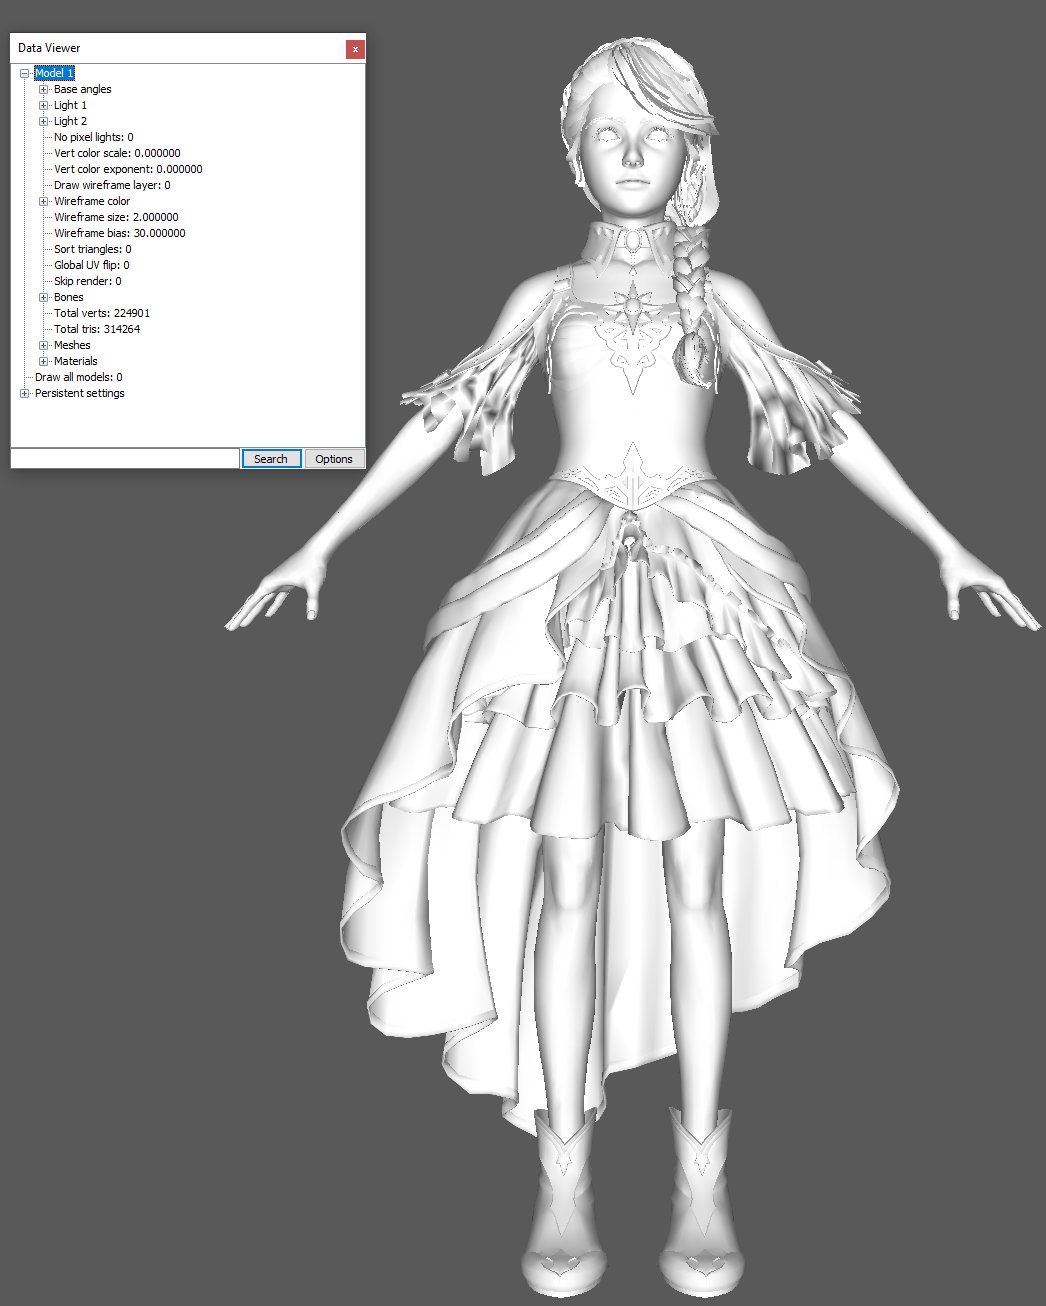 Data Viewer
x
Model 1
Base angles
Light 1
Light 2
No pixel lights: 0
Vert color scale: 0.000000
Vert color exponent: 0.000000
Draw wireframe layer: 0
Wireframe color
Wireframe size: 2.000000
Wireframe bias: 30.000000
Sort triangles: 0
Global UV flip: 0
Skip render: 0
Bones
Total verts: 224901
Total tris: 314264
Meshes
Materials
Draw all models: 0
Persistent settings
Search Options